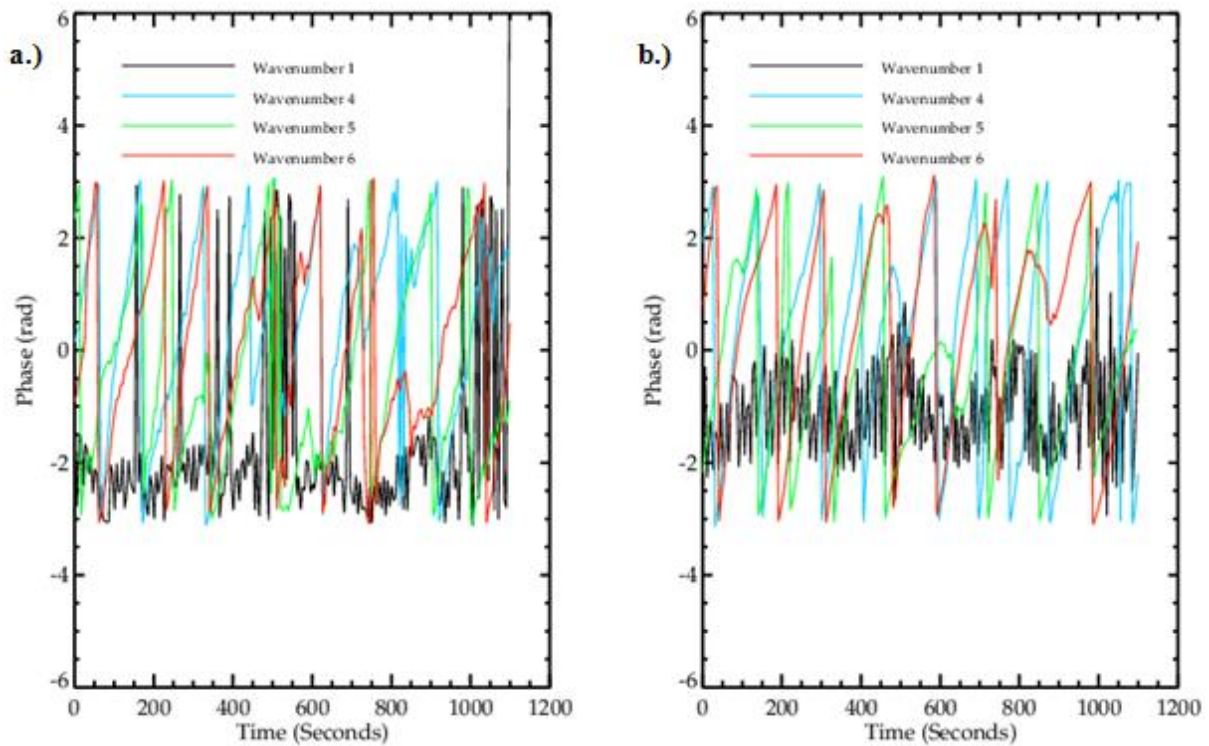 a.)
6
4
2
0
-2
-4
-6
Phase (rad)
Wavenumber 1
Wavenumber 4
Wavenumber 5
Wavenumber 6
0 200 400 600 800 1000 1200
Time (Seconds)
b.)
6
4
2
0
-2
-4
-6
Phase (rad)
Wavenumber 1
Wavenumber 4
Wavenumber 5
Wavenumber 6
0 200 400 600 800 1000 1200
Time (Seconds)